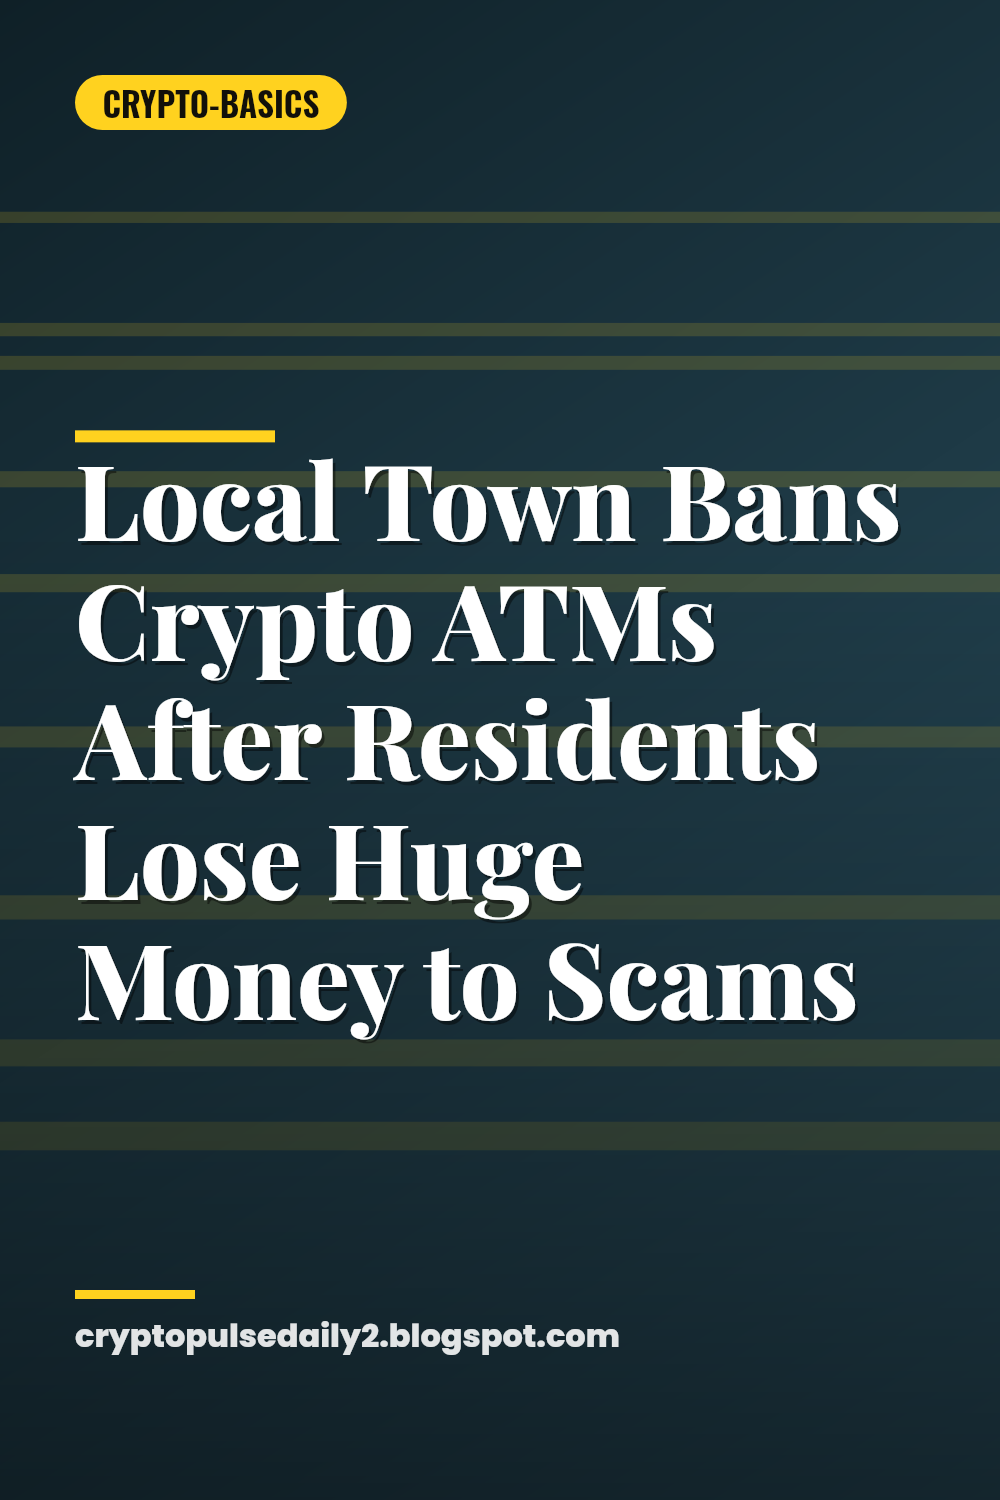 CRYPTO-BASICS
Local Town Bans
Crypto ATMs
After Residents
Lose Huge
Money to Scams
cryptopulsedaily2.blogspot.com